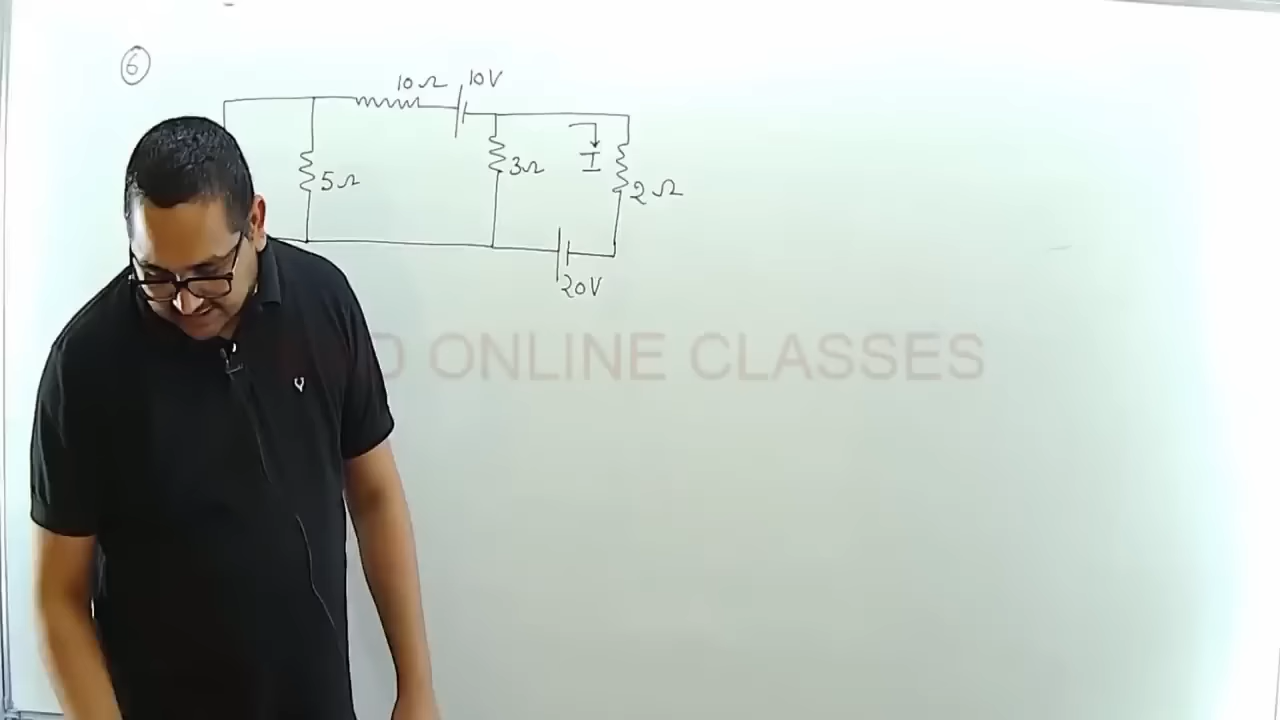 6
10Ω 10V
5Ω 3Ω I 2Ω
20V
D ONLINE CLASSES